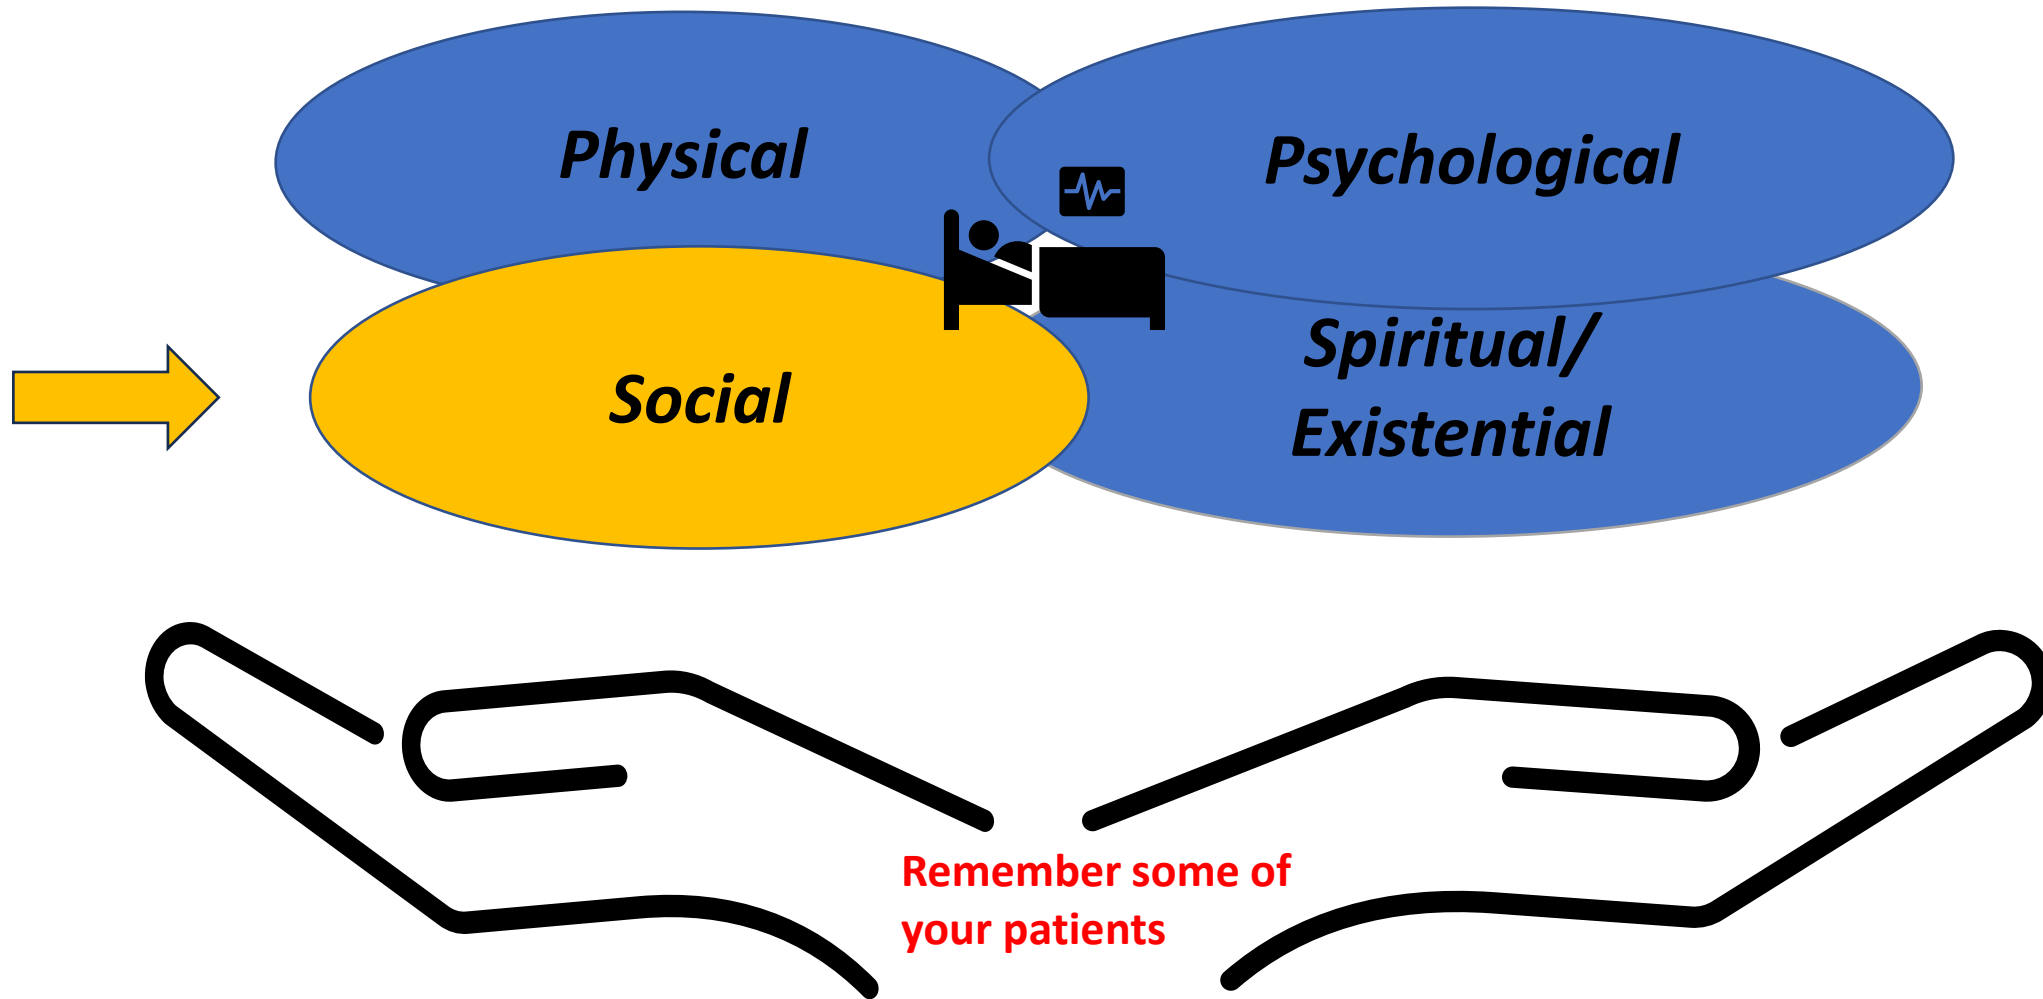 Physical
Psychological
Social
Spiritual/
Existential
Remember some of
your patients